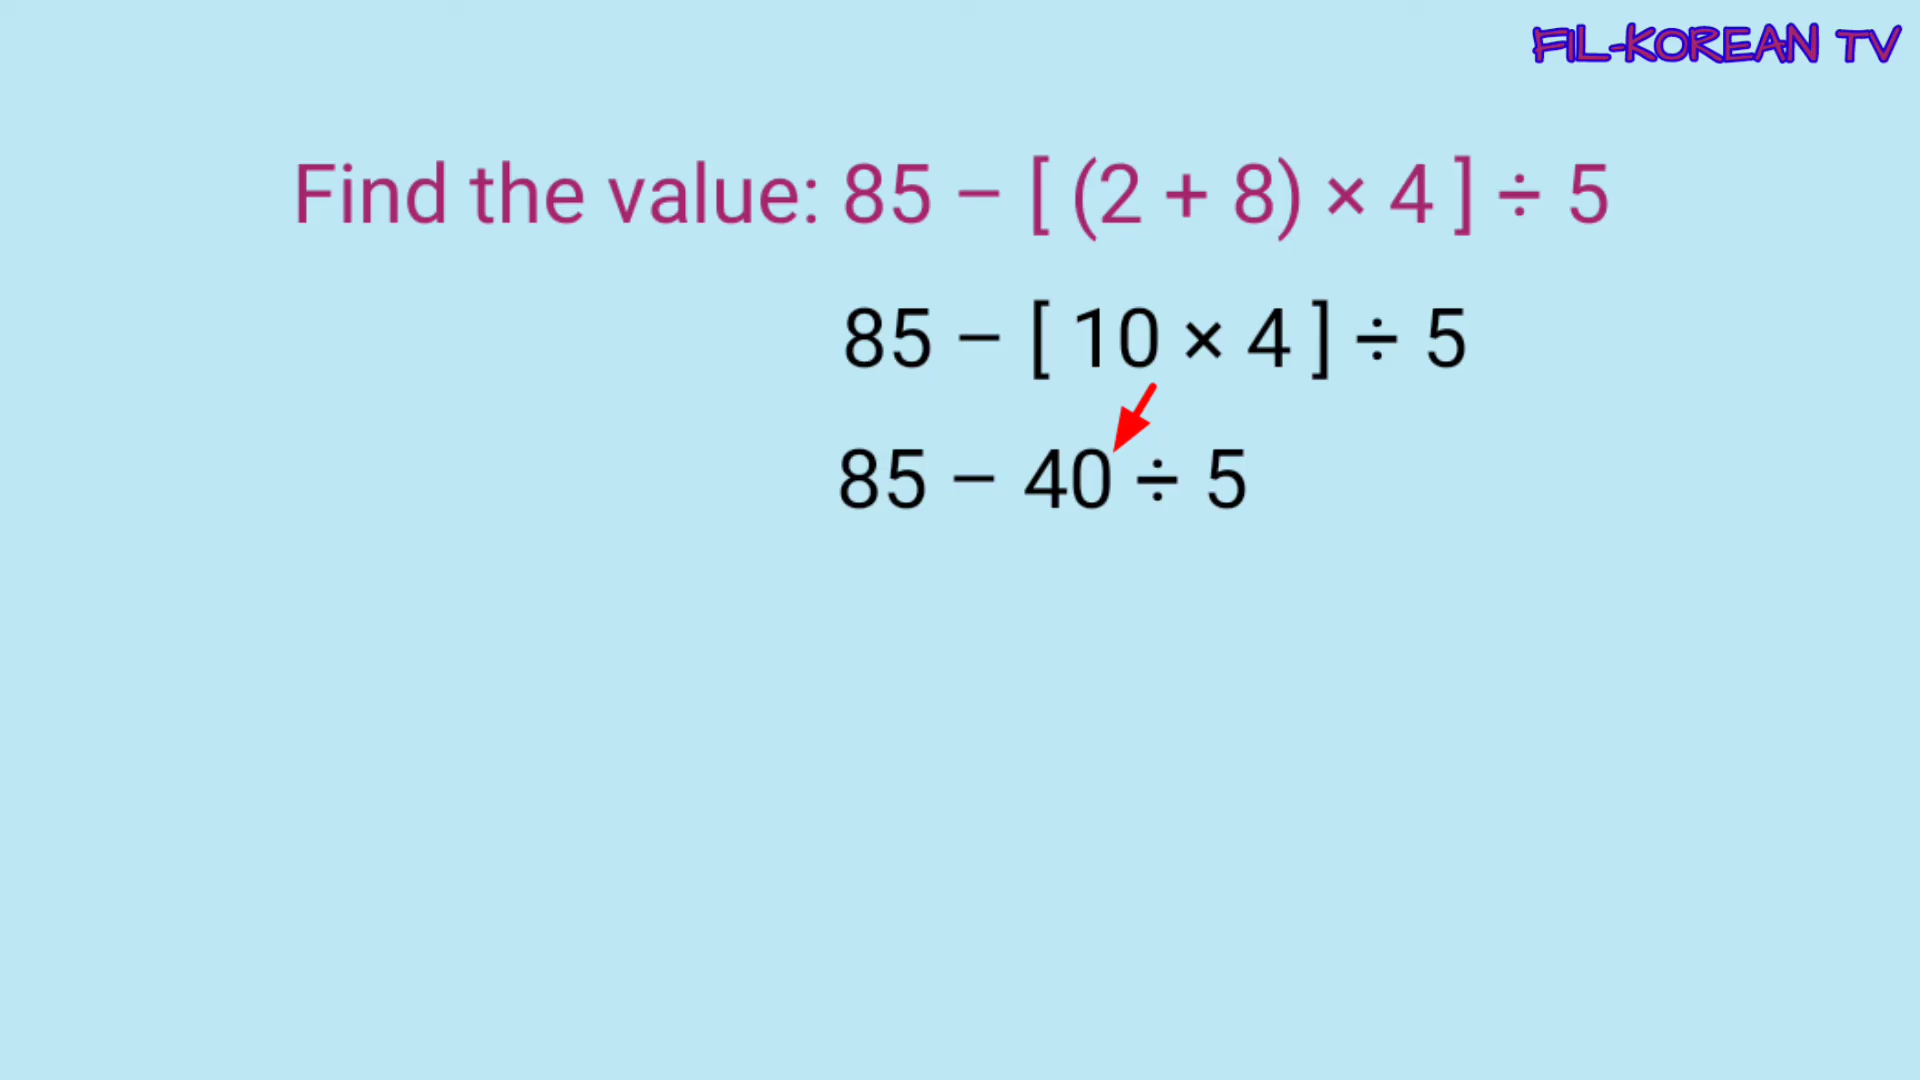 FIL-KOREAN TV
Find the value: 85 – [ (2 + 8) × 4 ] ÷ 5
85 – [ 10 × 4 ] ÷ 5
85 – 40 ÷ 5